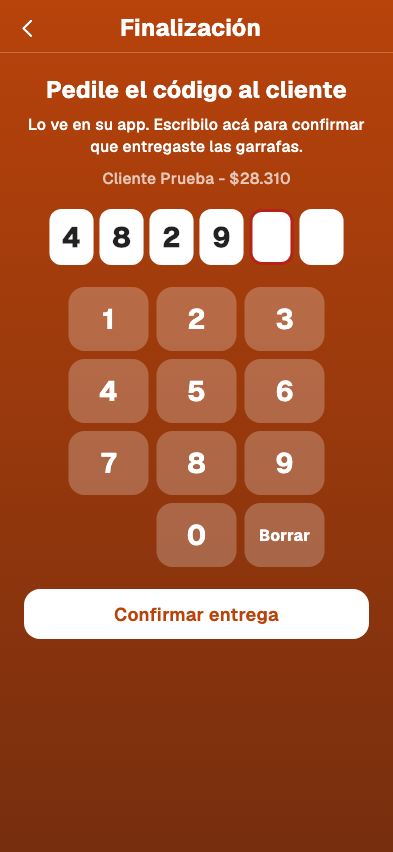 Finalización
Pedile el código al cliente
Lo ve en su app. Escribilo acá para confirmar
que entregaste las garrafas.
Cliente Prueba - $28.310
4 8 2 9
1 2 3
4 5 6
7 8 9
0 Borrar
Confirmar entrega